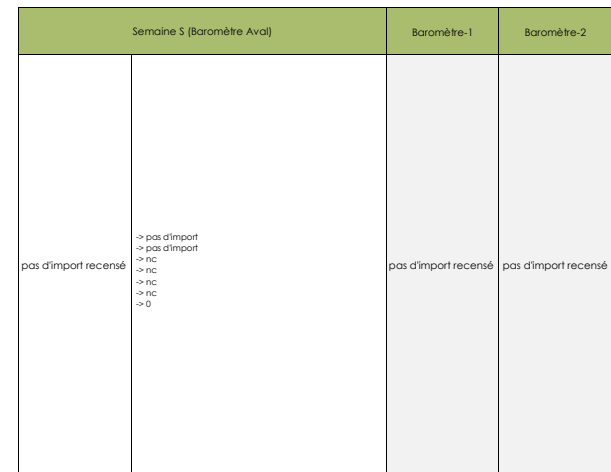 Semaine S (Baromètre Aval)
Baromètre-1
Baromètre-2
pas d'import recensé
-> pas d'import
-> pas d'import
-> nc
-> nc
-> nc
-> nc
-> 0
pas d'import recensé
pas d'import recensé